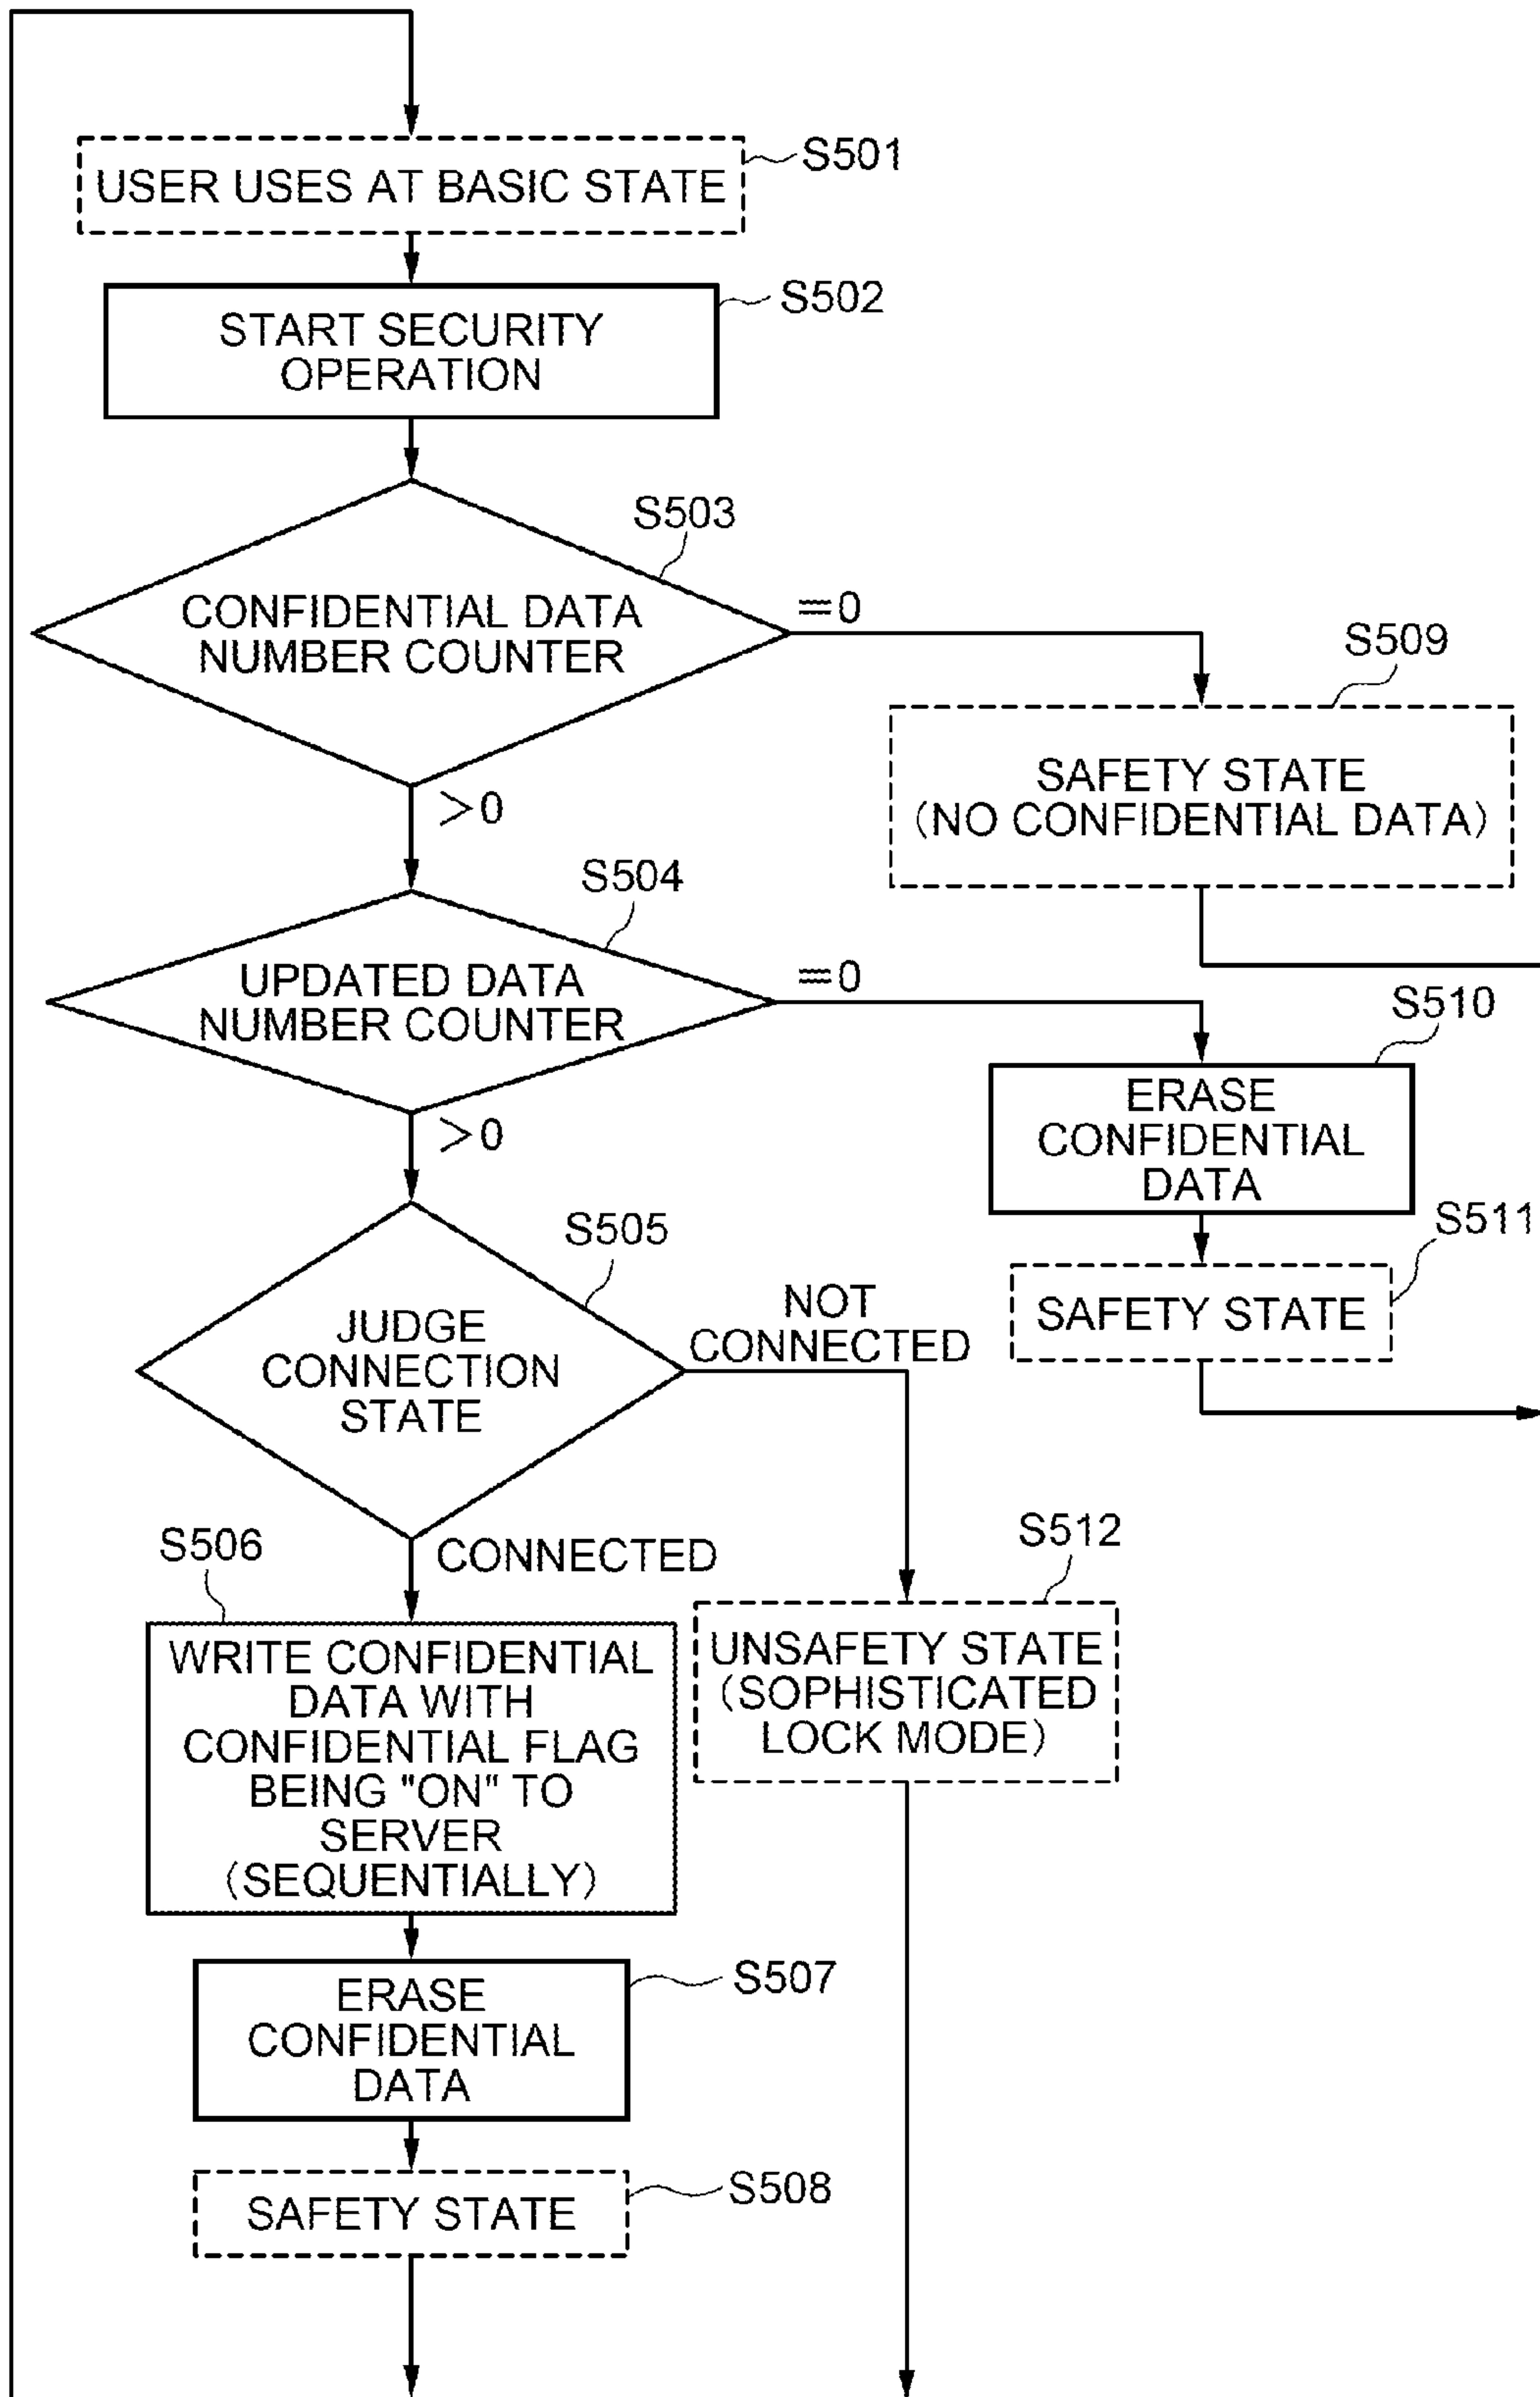 S501
USER USES AT BASIC STATE
S502
START SECURITY
OPERATION
S503
CONFIDENTIAL DATA
NUMBER COUNTER
=0
>0
S509
SAFETY STATE
(NO CONFIDENTIAL DATA)
S504
UPDATED DATA
NUMBER COUNTER
=0
>0
S510
ERASE
CONFIDENTIAL
DATA
S511
SAFETY STATE
S505
JUDGE
CONNECTION
STATE
NOT
CONNECTED
CONNECTED
S506
WRITE CONFIDENTIAL
DATA WITH
CONFIDENTIAL FLAG
BEING "ON" TO
SERVER
(SEQUENTIALLY)
S512
UNSAFETY STATE
(SOPHISTICATED
LOCK MODE)
S507
ERASE
CONFIDENTIAL
DATA
S508
SAFETY STATE